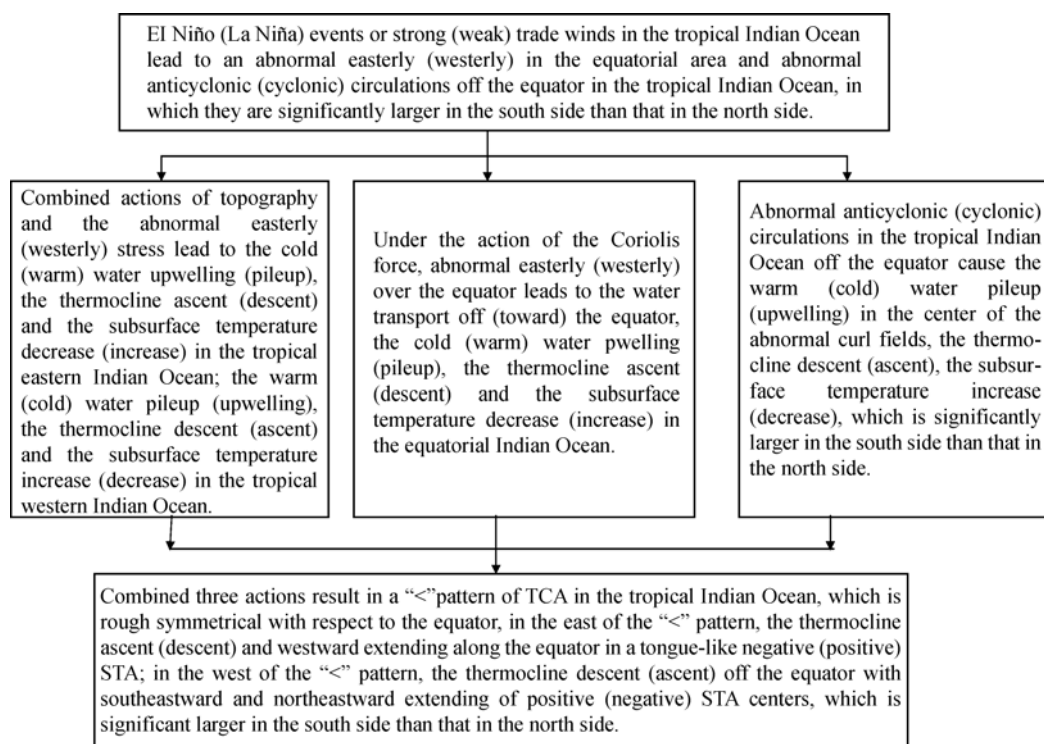 El Niño (La Niña) events or strong (weak) trade winds in the tropical Indian Ocean
lead to an abnormal easterly (westerly) in the equatorial area and abnormal
anticyclonic (cyclonic) circulations off the equator in the tropical Indian Ocean, in
which they are significantly larger in the south side than that in the north side.
Combined actions of topography
and the abnormal easterly
(westerly) stress lead to the cold
(warm) water upwelling (pileup),
the thermocline ascent (descent)
and the subsurface temperature
decrease (increase) in the tropical
eastern Indian Ocean; the warm
(cold) water pileup (upwelling),
the thermocline descent (ascent)
and the subsurface temperature
increase (decrease) in the tropical
western Indian Ocean.
Under the action of the Coriolis
force, abnormal easterly (westerly)
over the equator leads to the water
transport off (toward) the equator,
the cold (warm) water pwelling
(pileup), the thermocline ascent
(descent) and the subsurface
temperature decrease (increase) in
the equatorial Indian Ocean.
Abnormal anticyclonic (cyclonic)
circulations in the tropical Indian
Ocean off the equator cause the
warm (cold) water pileup
(upwelling) in the center of the
abnormal curl fields, the thermo-
cline descent (ascent), the subsur-
face temperature increase
(decrease), which is significantly
larger in the south side than that in
the north side.
Combined three actions result in a “<”pattern of TCA in the tropical Indian Ocean, which is
rough symmetrical with respect to the equator, in the east of the “<” pattern, the thermocline
ascent (descent) and westward extending along the equator in a tongue-like negative (positive)
STA; in the west of the “<” pattern, the thermocline descent (ascent) off the equator with
southeastward and northeastward extending of positive (negative) STA centers, which is
significant larger in the south side than that in the north side.